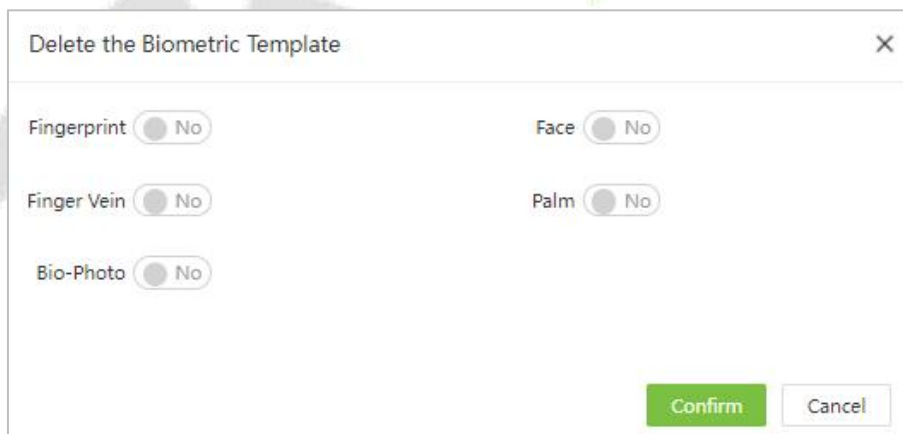 Delete the Biometric Template
Fingerprint No Face No
Finger Vein No Palm No
Bio-Photo No
Confirm Cancel